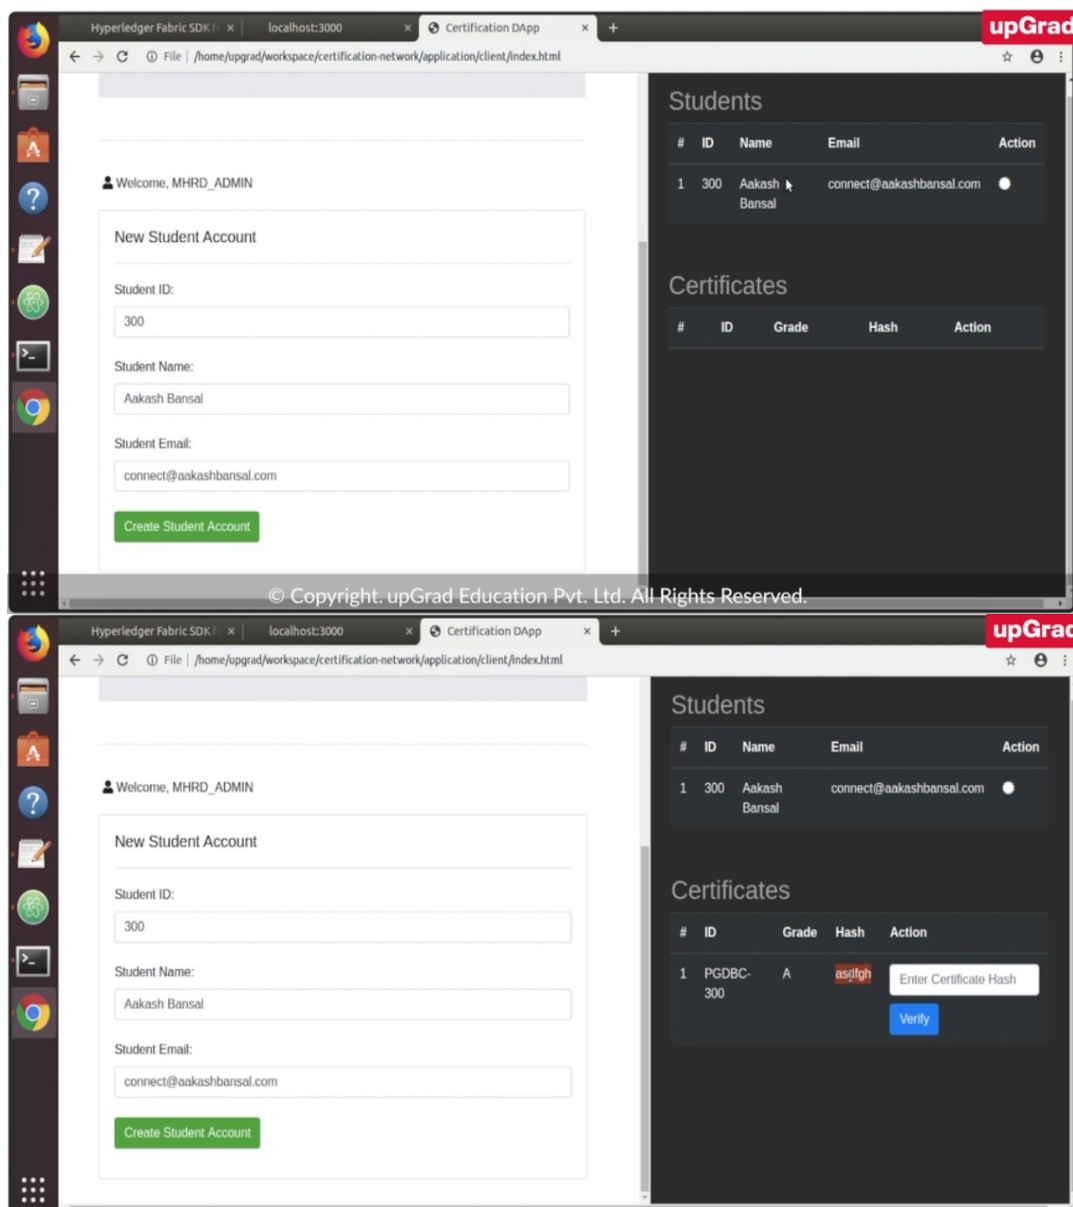 Hyperledger Fabric SDK f
localhost:3000
Certification DApp
upGrad
File | /home/upgrad/workspace/certification-network/application/client/index.html
Welcome, MHRD_ADMIN
New Student Account
Student ID:
300
Student Name:
Aakash Bansal
Student Email:
connect@aakashbansal.com
Create Student Account
Students
# ID Name Email Action
1 300 Aakash connect@aakashbansal.com
Bansal
Certificates
# ID Grade Hash Action
© Copyright. upGrad Education Pvt. Ltd. All Rights Reserved.
Hyperledger Fabric SDK f
localhost:3000
Certification DApp
upGrad
File | /home/upgrad/workspace/certification-network/application/client/index.html
Welcome, MHRD_ADMIN
New Student Account
Student ID:
300
Student Name:
Aakash Bansal
Student Email:
connect@aakashbansal.com
Create Student Account
Students
# ID Name Email Action
1 300 Aakash connect@aakashbansal.com
Bansal
Certificates
# ID Grade Hash Action
1 PGDBC- A asdfgh Enter Certificate Hash
300
Verify